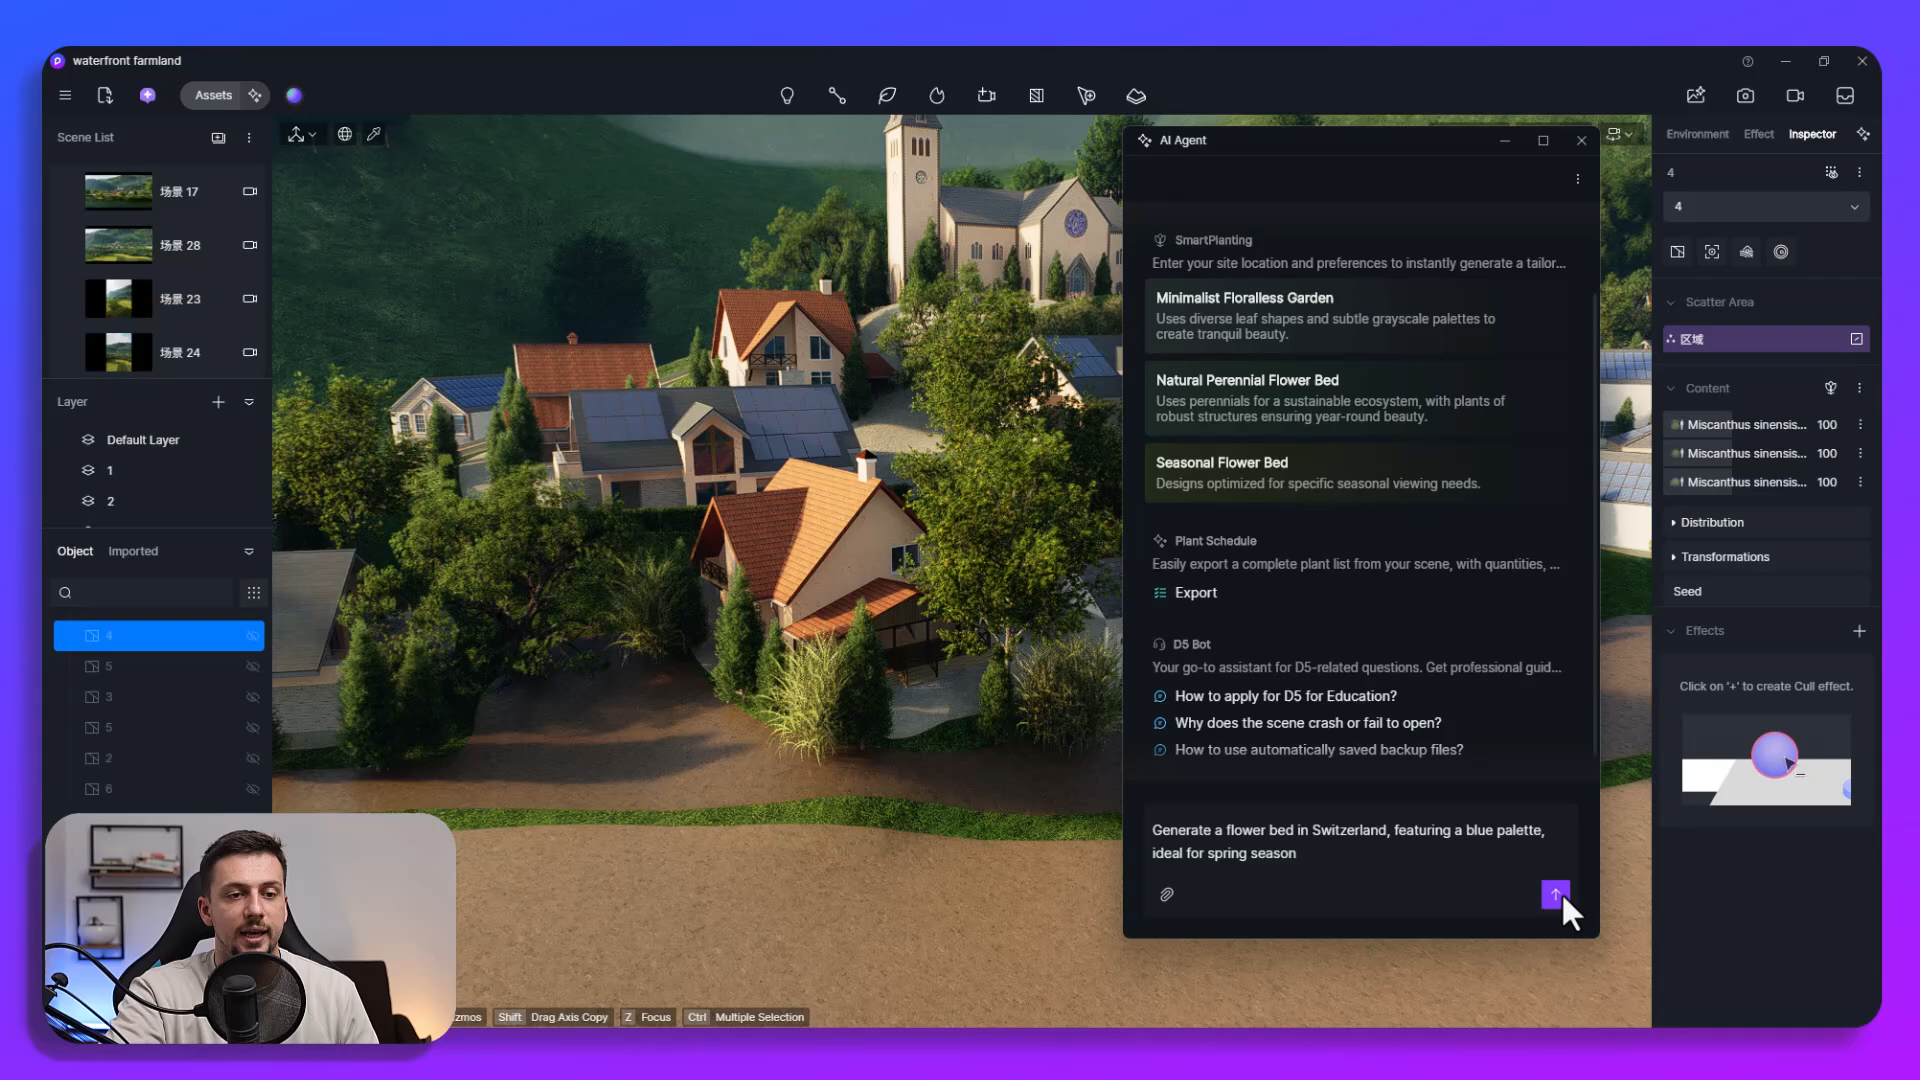 waterfront farmland
Assets
Scene List
场景 17
场景 28
场景 23
场景 24
Layer
Default Layer
1
2
Object Imported
4
5
3
5
2
6
zmos Shift Drag Axis Copy Z Focus Ctrl Multiple Selection
AI Agent
SmartPlanting
Enter your site location and preferences to instantly generate a tailor...
Minimalist Floralless Garden
Uses diverse leaf shapes and subtle grayscale palettes to
create tranquil beauty.
Natural Perennial Flower Bed
Uses perennials for a sustainable ecosystem, with plants of
robust structures ensuring year-round beauty.
Seasonal Flower Bed
Designs optimized for specific seasonal viewing needs.
Plant Schedule
Easily export a complete plant list from your scene, with quantities, ...
Export
D5 Bot
Your go-to assistant for D5-related questions. Get professional guid...
How to apply for D5 for Education?
Why does the scene crash or fail to open?
How to use automatically saved backup files?
Generate a flower bed in Switzerland, featuring a blue palette,
ideal for spring season
Environment Effect Inspector
4
4
Scatter Area
区域
Content
Miscanthus sinensis... 100
Miscanthus sinensis... 100
Miscanthus sinensis... 100
Distribution
Transformations
Seed
Effects
Click on '+' to create Cull effect.